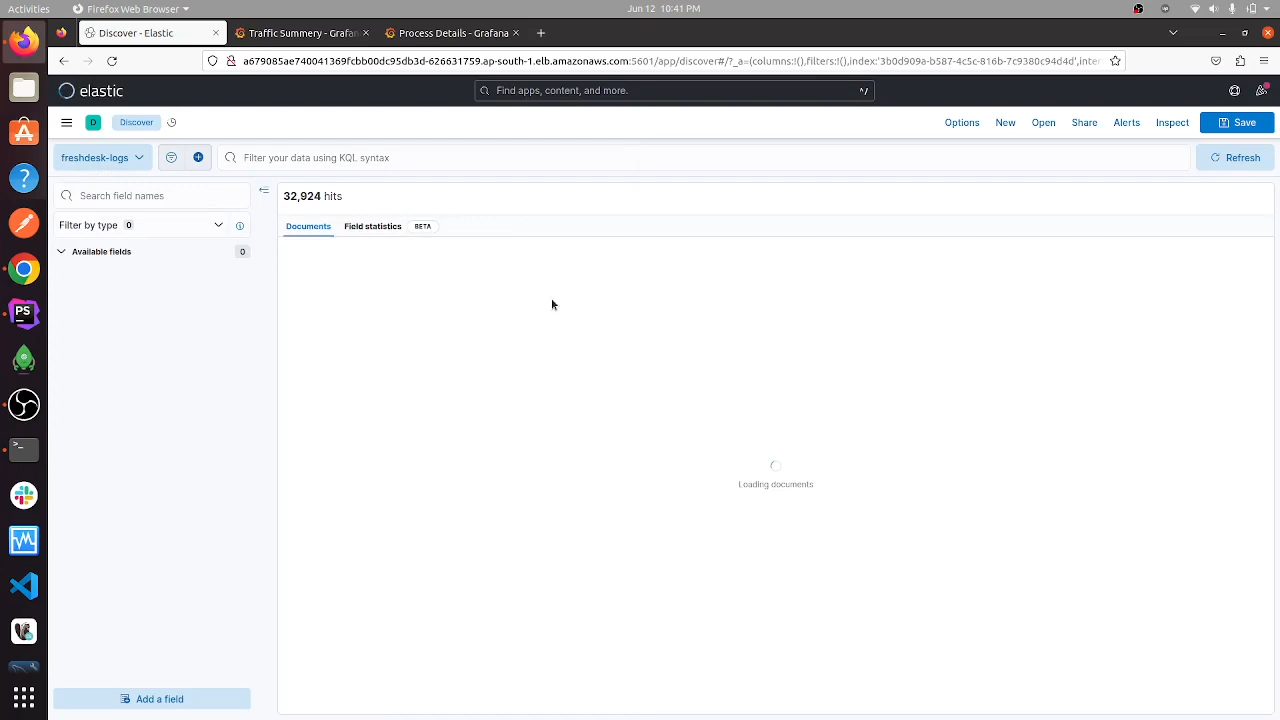 Activities
Firefox Web Browser
Jun 12 10:41 PM
Discover - Elastic
Traffic Summery - Grafan
Process Details - Grafana
a679085ae740041369fcbb00dc95db3d-626631759.ap-south-1.elb.amazonaws.com:5601/app/discover#/?_a=(columns:!(),filters:!(),index:'3b0d909a-b587-4c5c-816b-7c9380c94d4d',inter
elastic
Find apps, content, and more.
^/
D
Discover
Options
New
Open
Share
Alerts
Inspect
Save
freshdesk-logs
Filter your data using KQL syntax
Refresh
Search field names
32,924 hits
Filter by type 0
Documents
Field statistics
BETA
Available fields
0
Loading documents
Add a field
PS